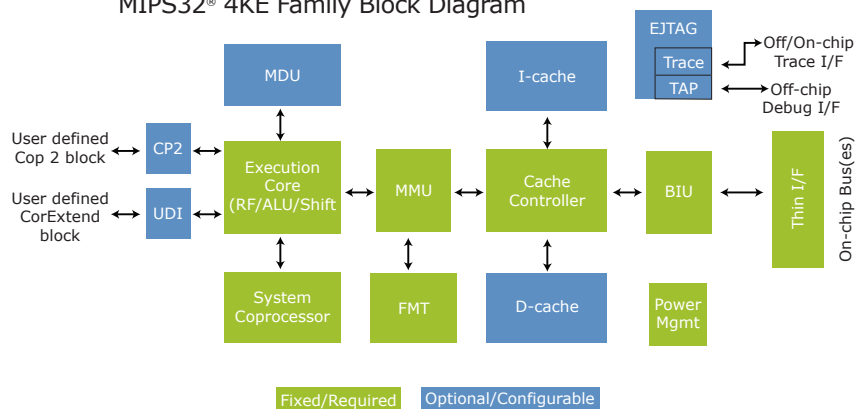 MIPS32® 4KE Family Block Diagram
EJTAG
Trace
TAP
Off/On-chip
Trace I/F
Off-chip
Debug I/F
MDU
I-cache
User defined
Cop 2 block
CP2
Execution
Core
(RF/ALU/Shift
MMU
Cache
Controller
BIU
Thin I/F
On-chip Bus(es)
User defined
CorExtend
block
UDI
System
Coprocessor
FMT
D-cache
Power
Mgmt
Fixed/Required
Optional/Configurable